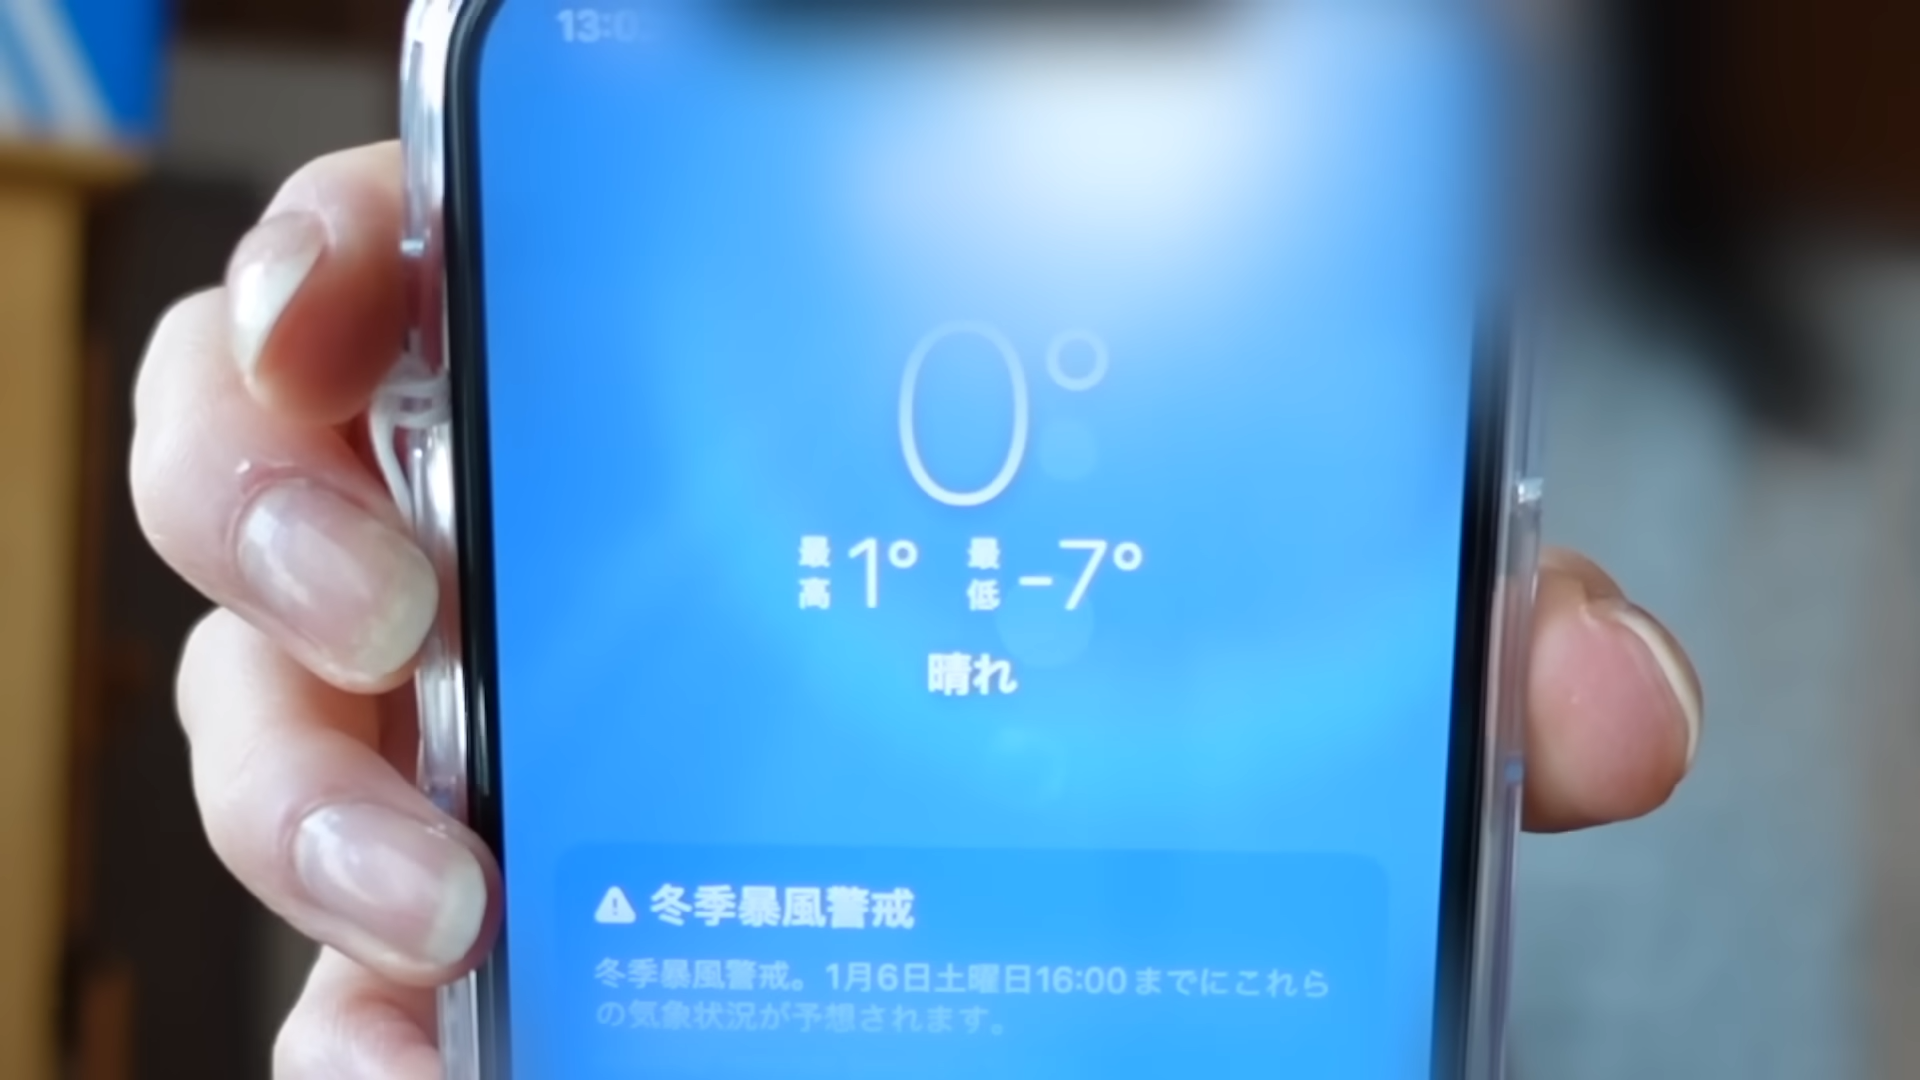 0°
最高 1° 最低 -7°
晴れ
冬季暴風警戒
冬季暴風警戒。1月6日土曜日16:00までにこれら
の気象状況が予想されます。